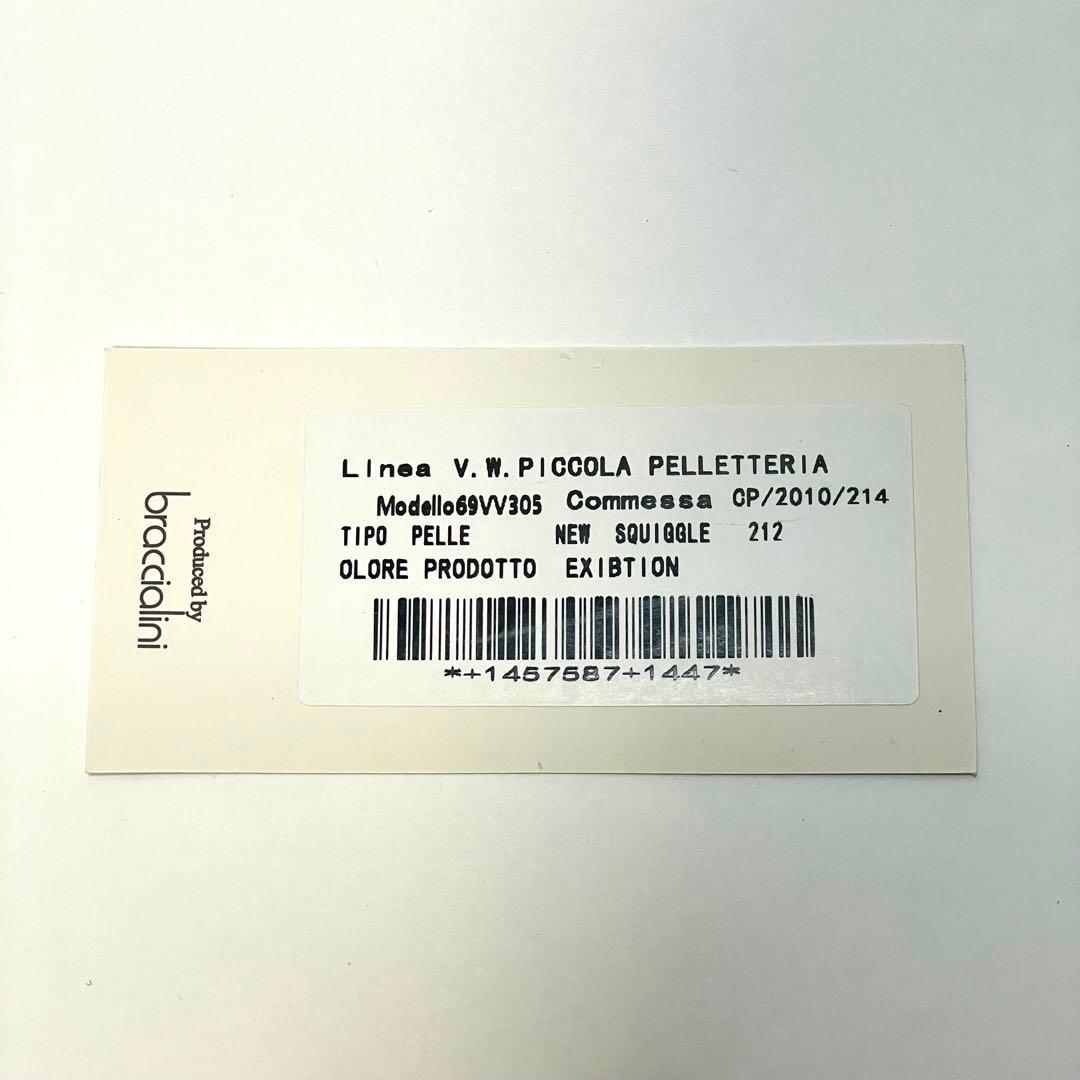 Linea V.W.PICCOLA PELLETTERIA
Modello69VV305 Commessa CP/2010/214
TIPO PELLE NEW SQUIGGLE 212
OLORE PRODOTTO EXIBTION
*+1457587+1447*
Produced by
braccialini